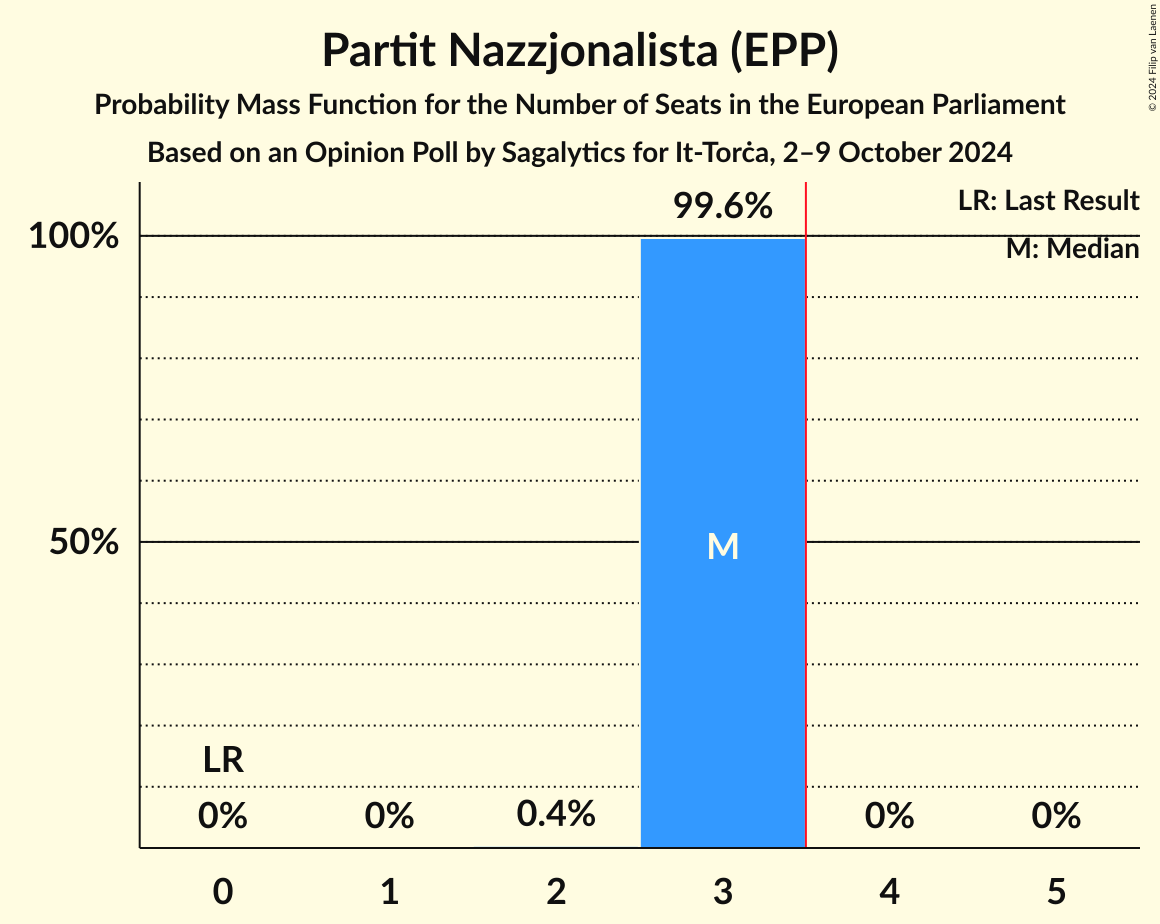 Partit Nazzjonalista (EPP)
Probability Mass Function for the Number of Seats in the European Parliament
Based on an Opinion Poll by Sagalytics for It-Torċa, 2–9 October 2024
© 2024 Filip van Laenen
99.6%
LR: Last Result
100%
M: Median
50%
M
LR
0%
0%
0.4%
0%
0%
0
1
2
3
4
5